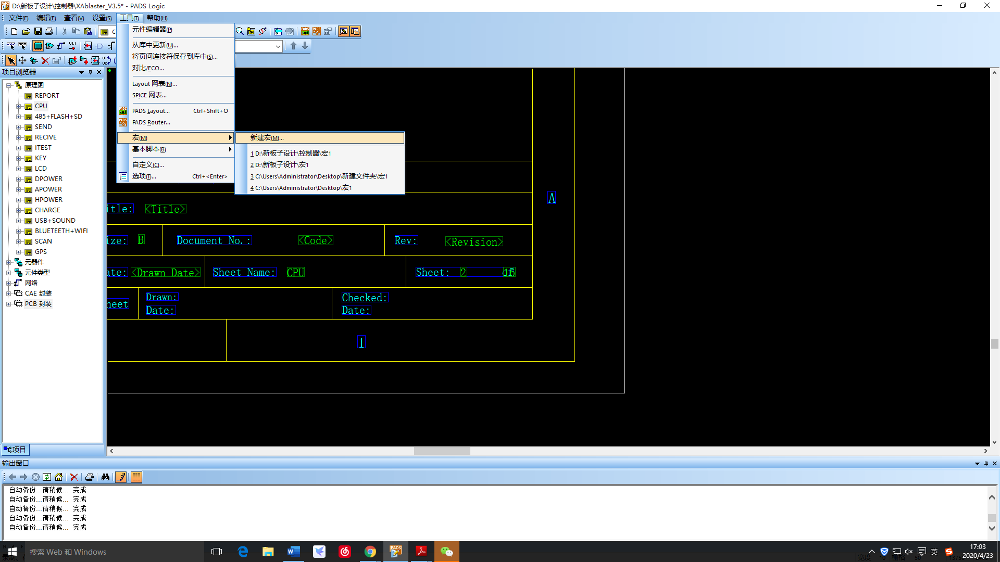 D:\新板子设计\控制器\XAblaster_V3.5* - PADS Logic
文件(F) 编辑(E) 查看(V) 设置(S) 工具(T) 帮助(H)
元件编辑器(P)
从库中更新(U)...
将页间连接符保存到库中(S)...
对比/ECO...
Layout 网表(N)...
SPICE 网表...
PADS Layout... Ctrl+Shift+O
PADS Router...
宏(M)
基本脚本(B)
自定义(C)...
选项(T)... Ctrl+<Enter>
新建宏(M)...
1 D:\新板子设计\控制器\宏1
2 D:\新板子设计\宏1
3 C:\Users\Administrator\Desktop\新建文件夹\宏1
4 C:\Users\Administrator\Desktop\宏1
项目浏览器
原理图
REPORT
CPU
485+FLASH+SD
SEND
RECIVE
ITEST
KEY
LCD
DPOWER
APOWER
HPOWER
CHARGE
USB+SOUND
BLUETEETH+WIFI
SCAN
GPS
元器件
元件类型
网络
CAE 封装
PCB 封装
项目
A
itle: <Title>
ize: B Document No.: <Code> Rev: <Revision>
ate: <Drawn Date> Sheet Name: CPU Sheet: 2 of 16
heet Drawn: Checked:
Date: Date:
1
输出窗口
自动备份...请稍候... 完成
自动备份...请稍候... 完成
自动备份...请稍候... 完成
自动备份...请稍候... 完成
自动备份...请稍候... 完成
搜索 Web 和 Windows
英
17:03
2020/4/23